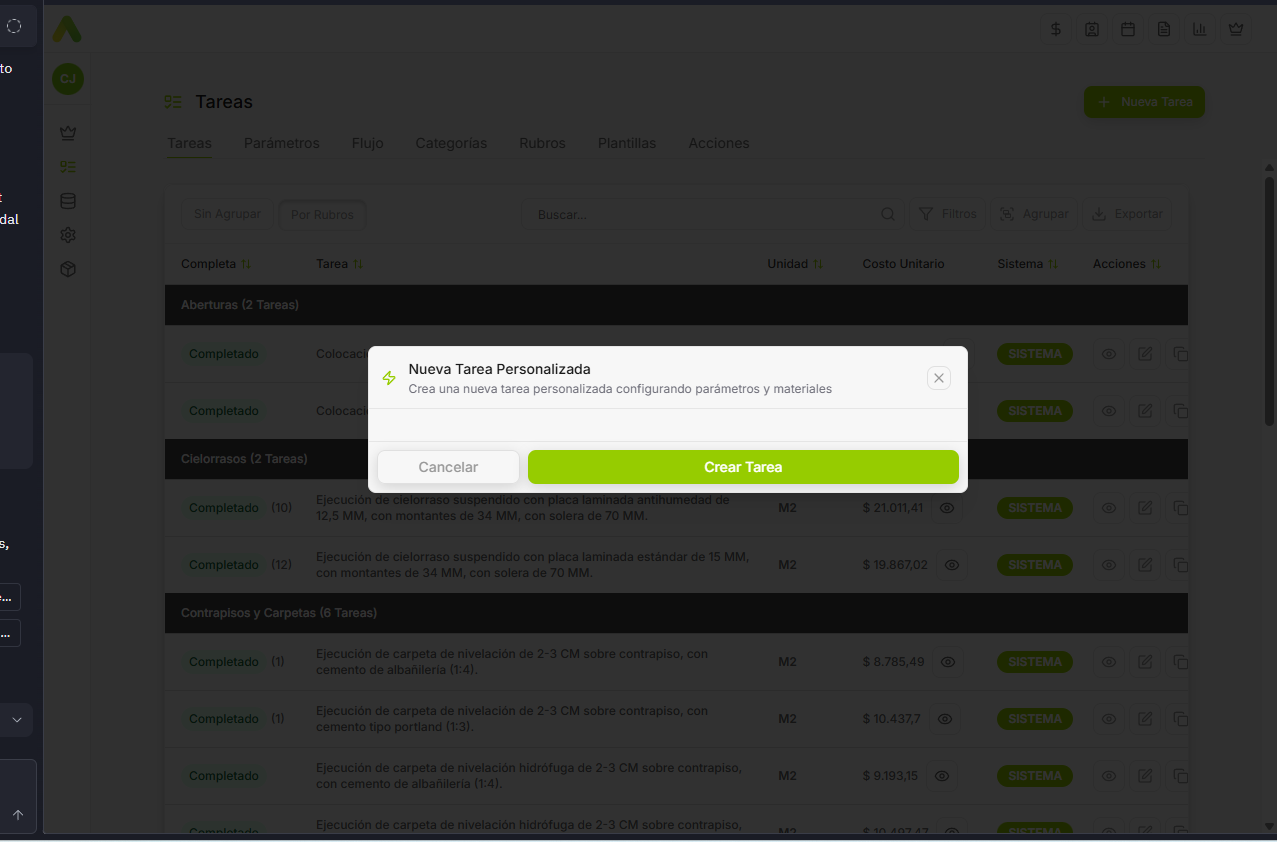 to
CJ
Tareas
Nueva Tarea
Tareas Parámetros Flujo Categorías Rubros Plantillas Acciones
t
dal
Sin Agrupar Por Rubros Buscar... Filtros Agrupar Exportar
Completa Tarea Unidad Costo Unitario Sistema Acciones
Aberturas (2 Tareas)
Completado Colocaci SISTEMA
Nueva Tarea Personalizada
Crea una nueva tarea personalizada configurando parámetros y materiales
Completado Colocaci SISTEMA
Cielorrasos (2 Tareas)
Cancelar Crear Tarea
Completado (10) Ejecución de cielorraso suspendido con placa laminada antihumedad de
12,5 MM, con montantes de 34 MM, con solera de 70 MM. M2 $ 21.011,41 SISTEMA
s,
Completado (12) Ejecución de cielorraso suspendido con placa laminada estándar de 15 MM,
con montantes de 34 MM, con solera de 70 MM. M2 $ 19.867,02 SISTEMA
e...
Contrapisos y Carpetas (6 Tareas)
...
Completado (1) Ejecución de carpeta de nivelación de 2-3 CM sobre contrapiso, con
cemento de albañilería (1:4). M2 $ 8.785,49 SISTEMA
Completado (1) Ejecución de carpeta de nivelación de 2-3 CM sobre contrapiso, con
cemento tipo portland (1:3). M2 $ 10.437,7 SISTEMA
Completado Ejecución de carpeta de nivelación hidrófuga de 2-3 CM sobre contrapiso,
con cemento de albañilería (1:4). M2 $ 9.193,15 SISTEMA
Completado Ejecución de carpeta de nivelación hidrófuga de 2-3 CM sobre contrapiso, M2 $ 10.497,47 SISTEMA